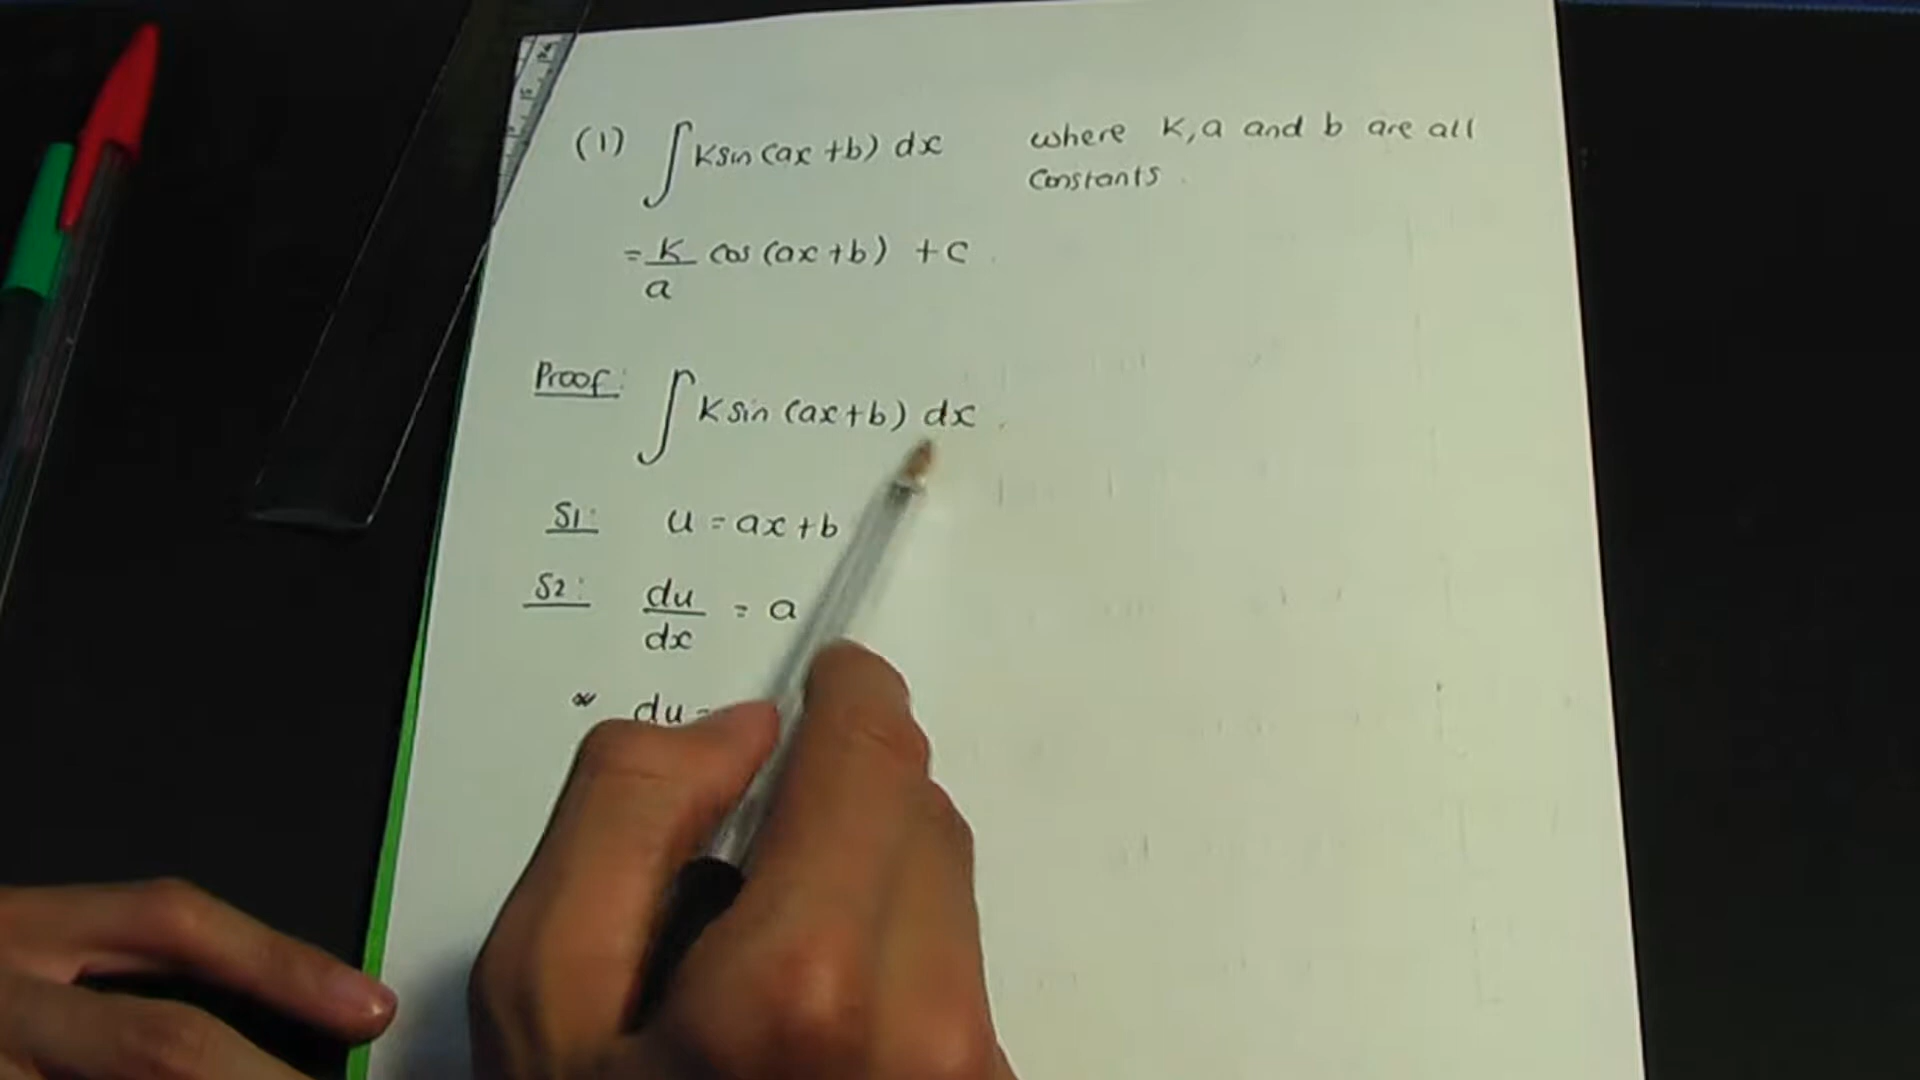 (1) ∫ksin(ax+b) dx where k, a and b are all
constants.
= k/a cos(ax+b) + c
Proof: ∫ksin(ax+b) dx
S1: u = ax+b
S2: du/dx = a
du =